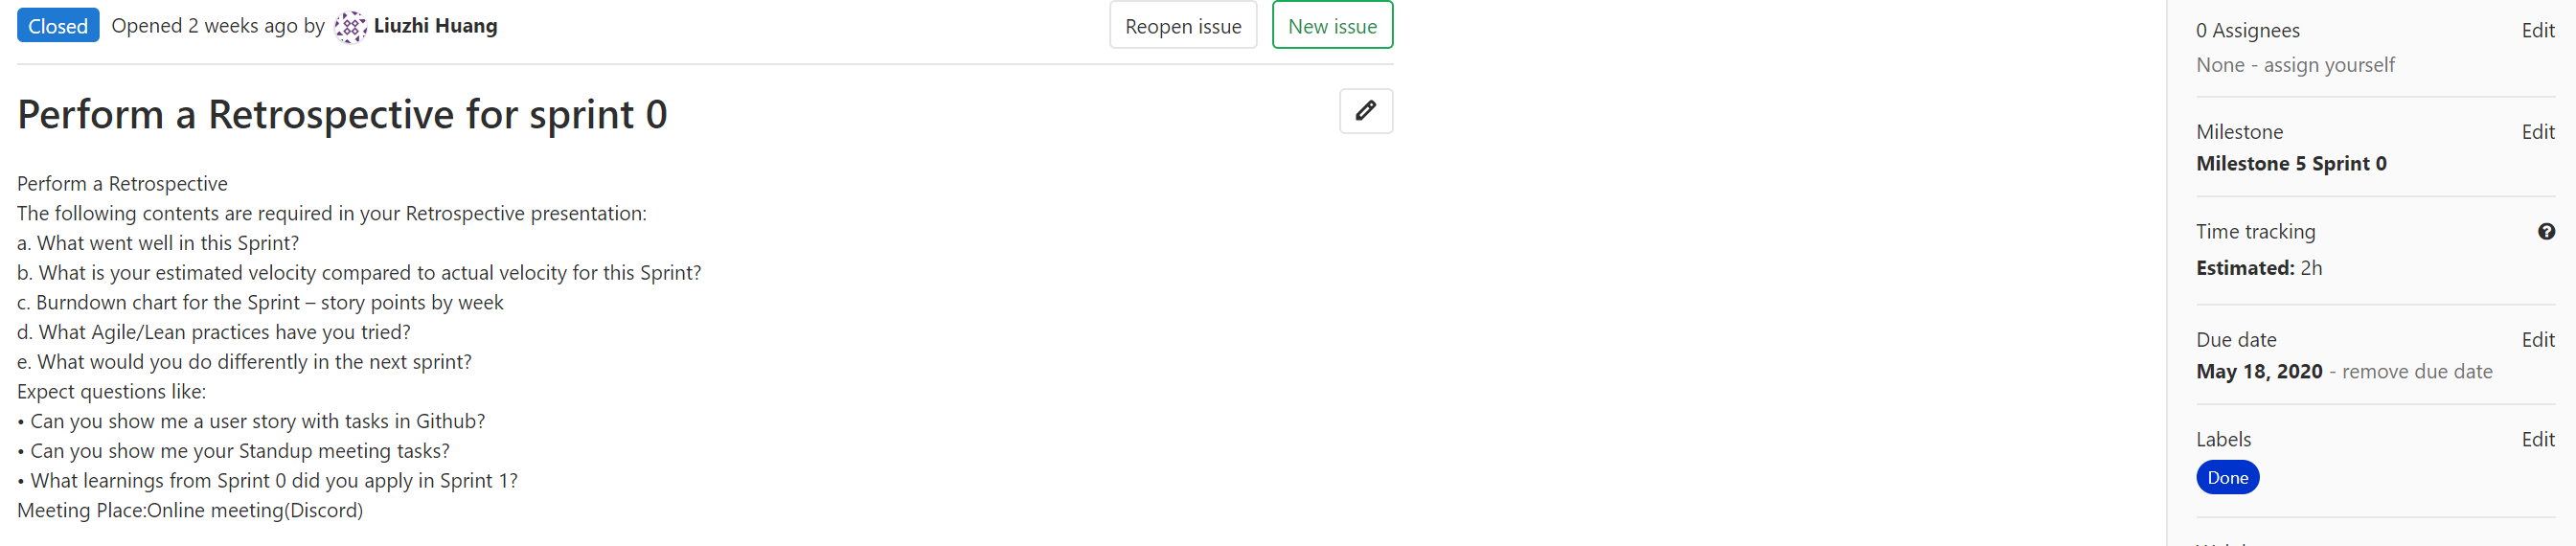 Closed Opened 2 weeks ago by Liuzhi Huang
Reopen issue
New issue
Perform a Retrospective for sprint 0
Perform a Retrospective
The following contents are required in your Retrospective presentation:
a. What went well in this Sprint?
b. What is your estimated velocity compared to actual velocity for this Sprint?
c. Burndown chart for the Sprint – story points by week
d. What Agile/Lean practices have you tried?
e. What would you do differently in the next sprint?
Expect questions like:
• Can you show me a user story with tasks in Github?
• Can you show me your Standup meeting tasks?
• What learnings from Sprint 0 did you apply in Sprint 1?
Meeting Place:Online meeting(Discord)
0 Assignees Edit
None - assign yourself
Milestone Edit
Milestone 5 Sprint 0
Time tracking
Estimated: 2h
Due date Edit
May 18, 2020 - remove due date
Labels Edit
Done